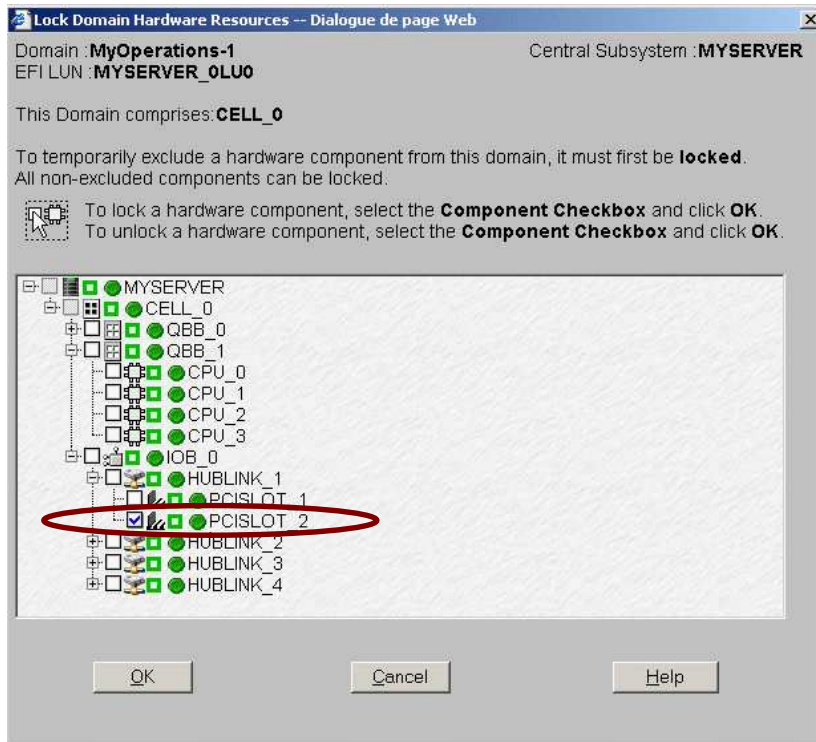 Lock Domain Hardware Resources -- Dialogue de page Web
Domain :MyOperations-1 Central Subsystem :MYSERVER
EFI LUN :MYSERVER_0LU0
This Domain comprises:CELL_0
To temporarily exclude a hardware component from this domain, it must first be locked.
All non-excluded components can be locked.
To lock a hardware component, select the Component Checkbox and click OK.
To unlock a hardware component, select the Component Checkbox and click OK.
MYSERVER
CELL_0
QBB_0
QBB_1
CPU_0
CPU_1
CPU_2
CPU_3
IOB_0
HUBLINK_1
PCISLOT_1
PCISLOT_2
HUBLINK_2
HUBLINK_3
HUBLINK_4
OK Cancel Help